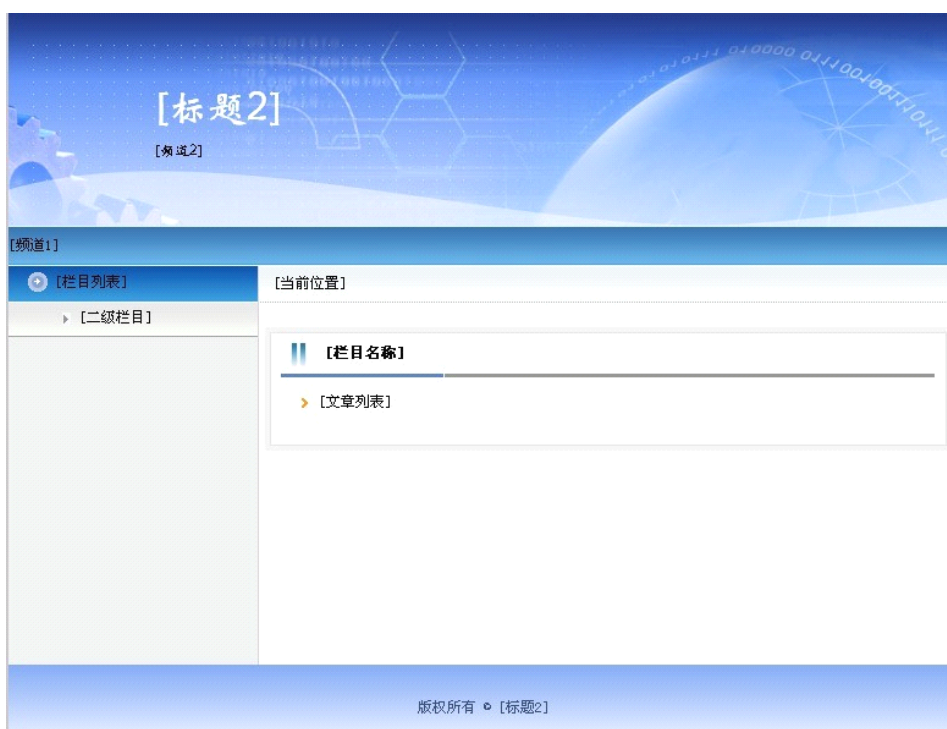 [标题2]
[频道2]
[频道1]
[栏目列表]
[当前位置]
[二级栏目]
[栏目名称]
[文章列表]
版权所有 © [标题2]